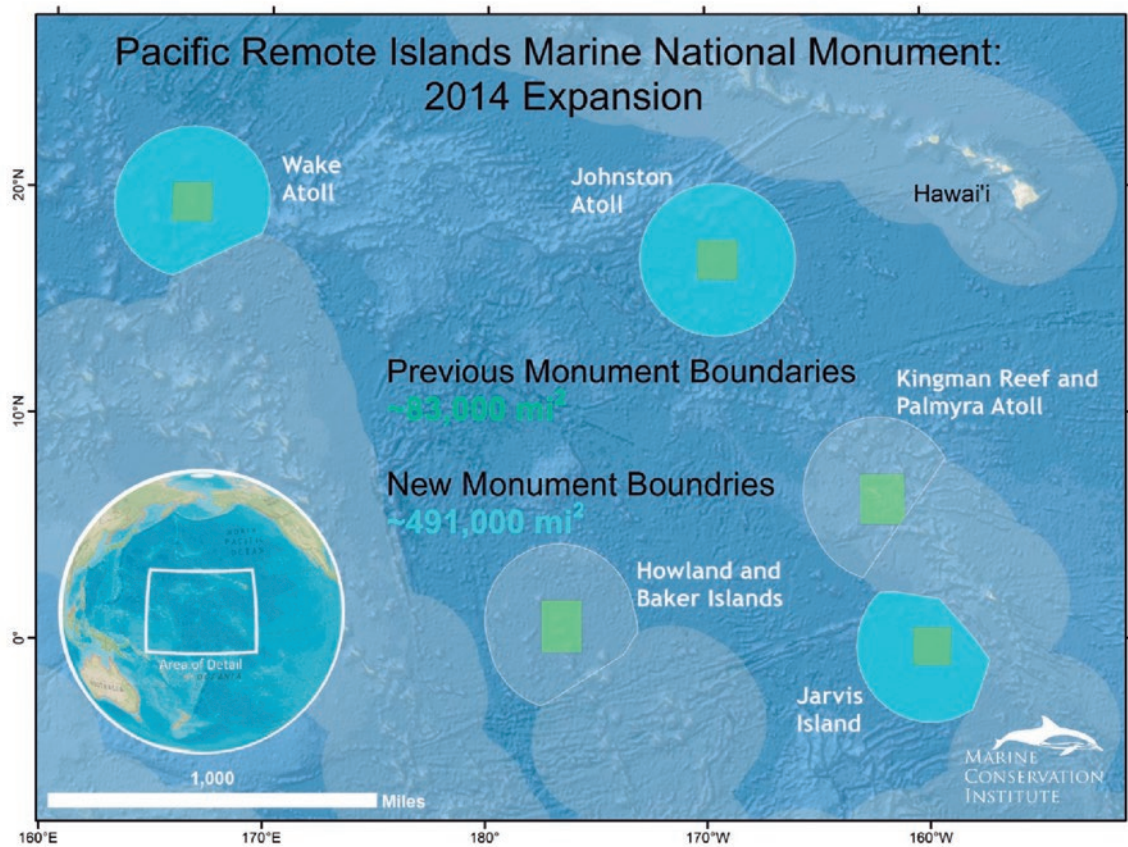 Pacific Remote Islands Marine National Monument:
2014 Expansion
Wake
Atoll
Johnston
Atoll
Hawai'i
20°N
Previous Monument Boundaries
~83,000 mi²
Kingman Reef and
Palmyra Atoll
10°N
New Monument Boundries
~491,000 mi²
Howland and
Baker Islands
0°
Area of Detail
Jarvis
Island
1,000
Miles
MARINE
CONSERVATION
INSTITUTE
160°E
170°E
180°
170°W
160°W